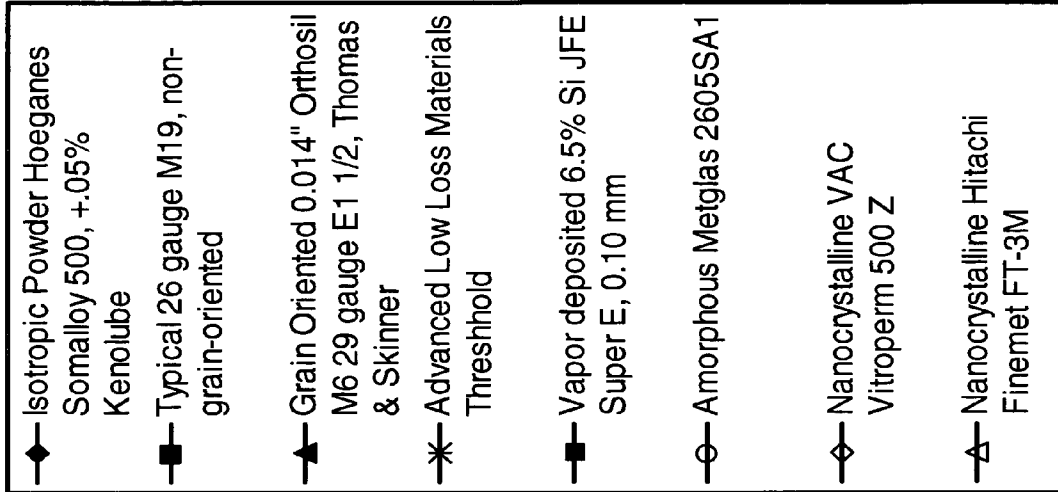 Isotropic Powder Hoeganes
Somalloy 500, +.05%
Kenolube
Typical 26 gauge M19, non-
grain-oriented
Grain Oriented 0.014" Orthosil
M6 29 gauge E1 1/2, Thomas
& Skinner
Advanced Low Loss Materials
Threshhold
Vapor deposited 6.5% Si JFE
Super E, 0.10 mm
Amorphous Metglas 2605SA1
Nanocrystalline VAC
Vitroperm 500 Z
Nanocrystalline Hitachi
Finemet FT-3M